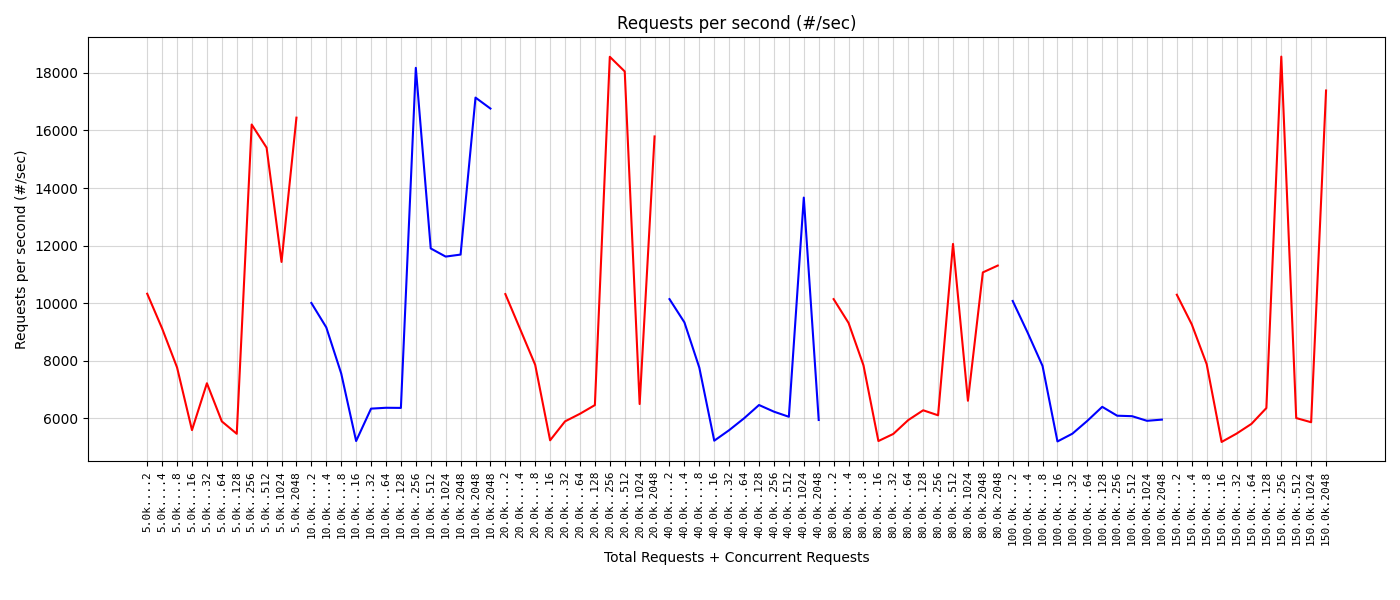 Requests per second (#/sec)
18000
16000
14000
12000
10000
8000
6000
Requests per second (#/sec)
5.0k....2
5.0k....4
5.0k....8
5.0k...16
5.0k...32
5.0k...64
5.0k..128
5.0k..256
5.0k..512
5.0k.1024
5.0k.2048
10.0k....2
10.0k....4
10.0k....8
10.0k...16
10.0k...32
10.0k...64
10.0k..128
10.0k..256
10.0k..512
10.0k.1024
10.0k.2048
10.0k.2048
10.0k.2048
20.0k....2
20.0k....4
20.0k....8
20.0k...16
20.0k...32
20.0k...64
20.0k..128
20.0k..256
20.0k..512
20.0k.1024
20.0k.2048
40.0k....2
40.0k....4
40.0k....8
40.0k...16
40.0k...32
40.0k...64
40.0k..128
40.0k..256
40.0k..512
40.0k.1024
40.0k.2048
80.0k....2
80.0k....4
80.0k....8
80.0k...16
80.0k...32
80.0k...64
80.0k..128
80.0k..256
80.0k..512
80.0k.1024
80.0k.2048
80.0k.2048
100.0k....2
100.0k....4
100.0k....8
100.0k...16
100.0k...32
100.0k...64
100.0k..128
100.0k..256
100.0k..512
100.0k.1024
100.0k.2048
150.0k....2
150.0k....4
150.0k....8
150.0k...16
150.0k...32
150.0k...64
150.0k..128
150.0k..256
150.0k..512
150.0k.1024
150.0k.2048
Total Requests + Concurrent Requests